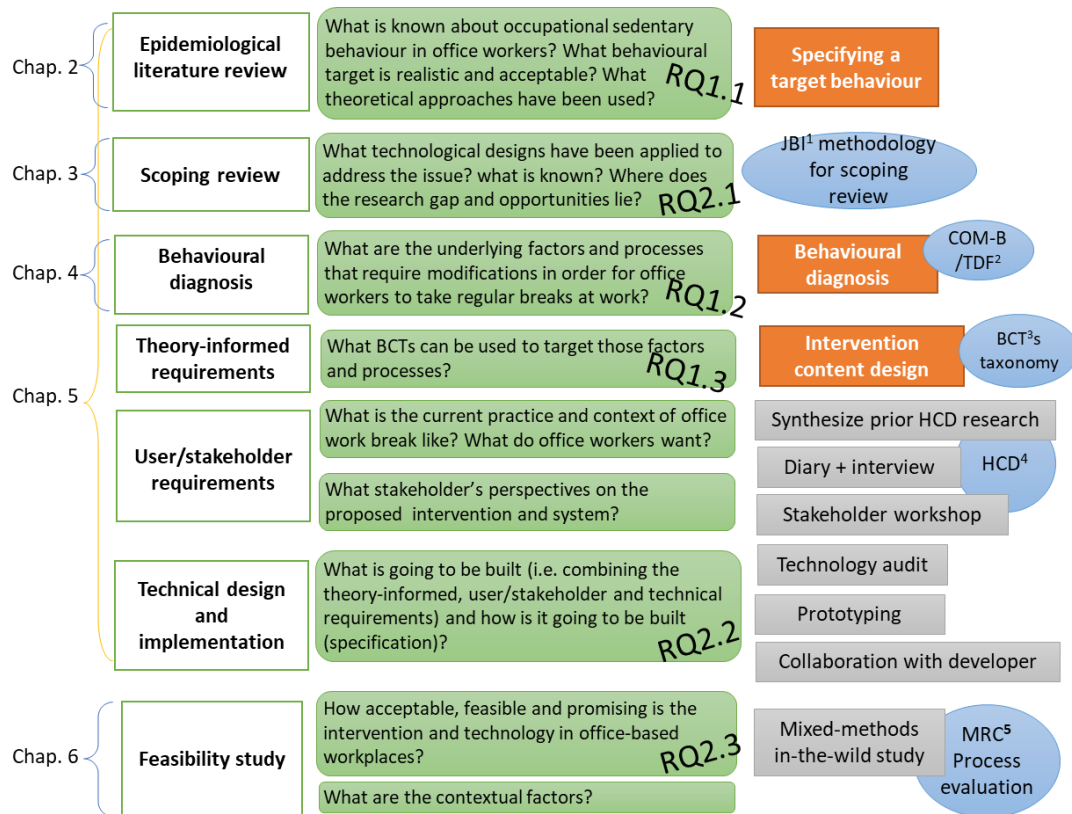 Chap. 2
Epidemiological
literature review
What is known about occupational sedentary
behaviour in office workers? What behavioural
target is realistic and acceptable? What
theoretical approaches have been used?
RQ1.1
Specifying a
target behaviour
Chap. 3
Scoping review
What technological designs have been applied to
address the issue? what is known? Where does
the research gap and opportunities lie?
RQ2.1
JBI¹ methodology
for scoping
review
Chap. 4
Behavioural
diagnosis
What are the underlying factors and processes
that require modifications in order for office
workers to take regular breaks at work?
RQ1.2
Behavioural
diagnosis
COM-B
/TDF²
Chap. 5
Theory-informed
requirements
What BCTs can be used to target those factors
and processes?
RQ1.3
Intervention
content design
BCT³s
taxonomy
User/stakeholder
requirements
What is the current practice and context of office
work break like? What do office workers want?
What stakeholder’s perspectives on the
proposed intervention and system?
Synthesize prior HCD research
Diary + interview
HCD⁴
Stakeholder workshop
Technical design
and
implementation
What is going to be built (i.e. combining the
theory-informed, user/stakeholder and technical
requirements) and how is it going to be built
(specification)?
RQ2.2
Technology audit
Prototyping
Collaboration with developer
Chap. 6
Feasibility study
How acceptable, feasible and promising is the
intervention and technology in office-based
workplaces?
RQ2.3
What are the contextual factors?
Mixed-methods
in-the-wild study
MRC⁵
Process
evaluation